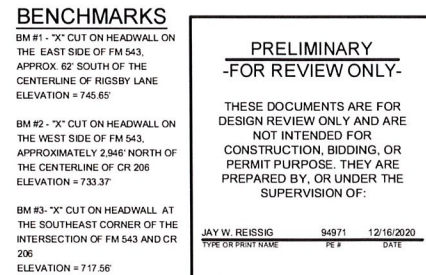 BENCHMARKS
BM #1 - "X" CUT ON HEADWALL ON
THE EAST SIDE OF FM 543,
APPROX. 62' SOUTH OF THE
CENTERLINE OF RIGSBY LANE
ELEVATION = 745.65'
BM #2 - "X" CUT ON HEADWALL ON
THE WEST SIDE OF FM 543,
APPROXIMATELY 2,946' NORTH OF
THE CENTERLINE OF CR 206
ELEVATION = 733.37'
BM #3- "X" CUT ON HEADWALL AT
THE SOUTHEAST CORNER OF THE
INTERSECTION OF FM 543 AND CR
206
ELEVATION = 717.56'
PRELIMINARY
-FOR REVIEW ONLY-
THESE DOCUMENTS ARE FOR
DESIGN REVIEW ONLY AND ARE
NOT INTENDED FOR
CONSTRUCTION, BIDDING, OR
PERMIT PURPOSE. THEY ARE
PREPARED BY, OR UNDER THE
SUPERVISION OF:
JAY W. REISSIG 94971 12/16/2020
TYPE OR PRINT NAME PE # DATE